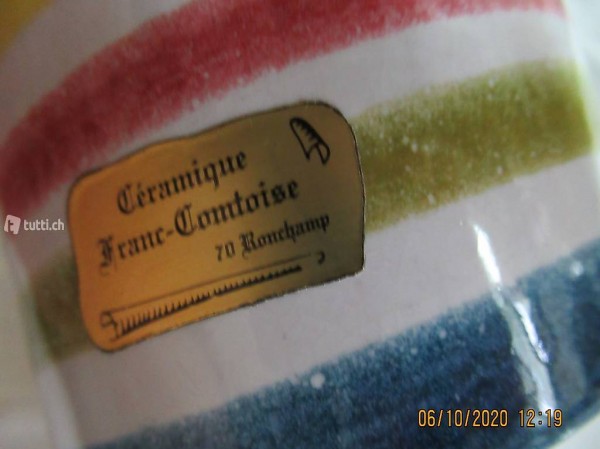 Céramique
Franc-Comtoise
70 Ronchamp
tutti.ch
06/10/2020 12:19